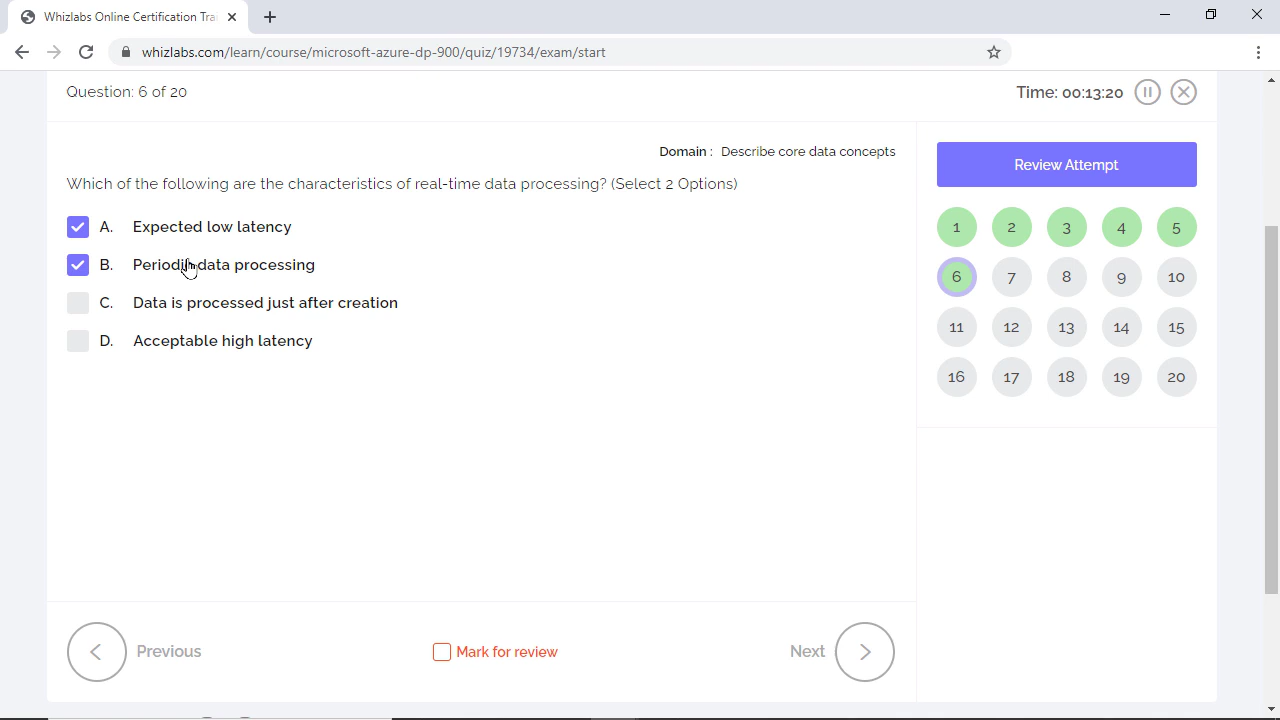 Whizlabs Online Certification Tra
whizlabs.com/learn/course/microsoft-azure-dp-900/quiz/19734/exam/start
Question: 6 of 20
Time: 00:13:20
Domain : Describe core data concepts
Review Attempt
Which of the following are the characteristics of real-time data processing? (Select 2 Options)
A. Expected low latency
B. Periodic data processing
C. Data is processed just after creation
D. Acceptable high latency
1 2 3 4 5
6 7 8 9 10
11 12 13 14 15
16 17 18 19 20
Previous
Mark for review
Next